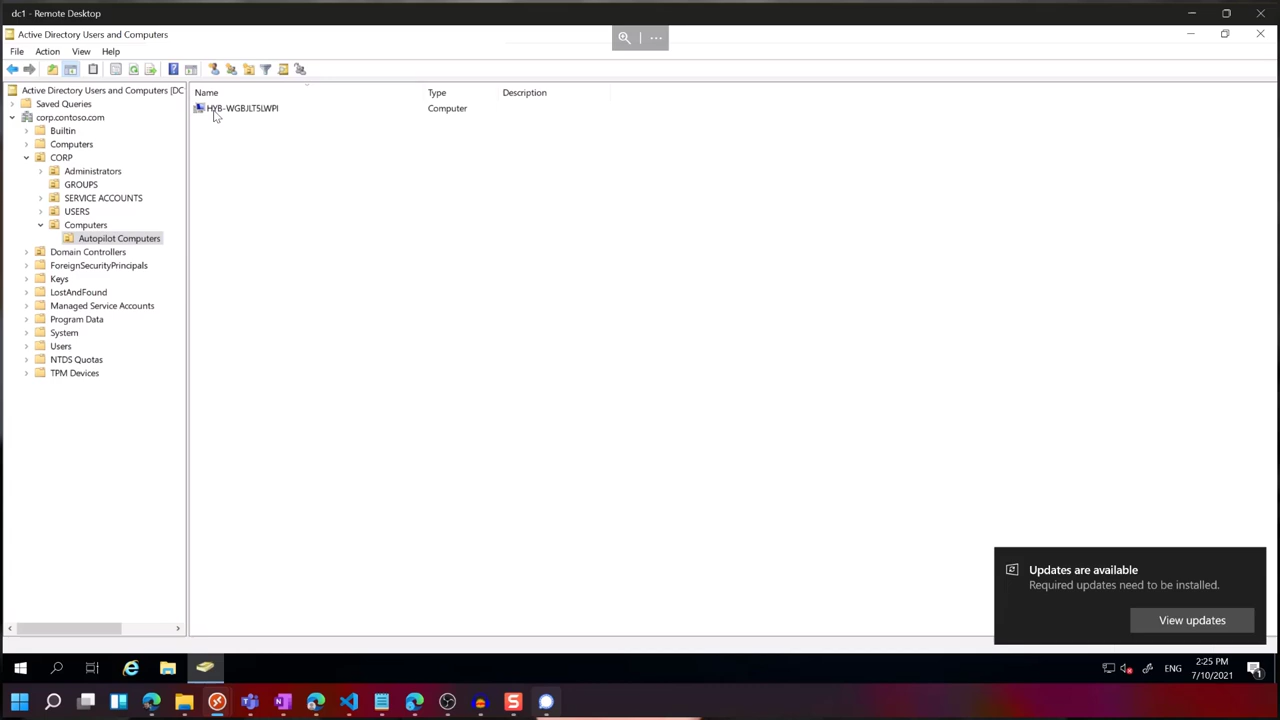 dc1 - Remote Desktop
Active Directory Users and Computers
File Action View Help
Active Directory Users and Computers [DC
Saved Queries
corp.contoso.com
Builtin
Computers
CORP
Administrators
GROUPS
SERVICE ACCOUNTS
USERS
Computers
Autopilot Computers
Domain Controllers
ForeignSecurityPrincipals
Keys
LostAndFound
Managed Service Accounts
Program Data
System
Users
NTDS Quotas
TPM Devices
Name Type Description
HYB-WGBJLT5LWPI Computer
Updates are available
Required updates need to be installed.
View updates
ENG
2:25 PM
7/10/2021
1